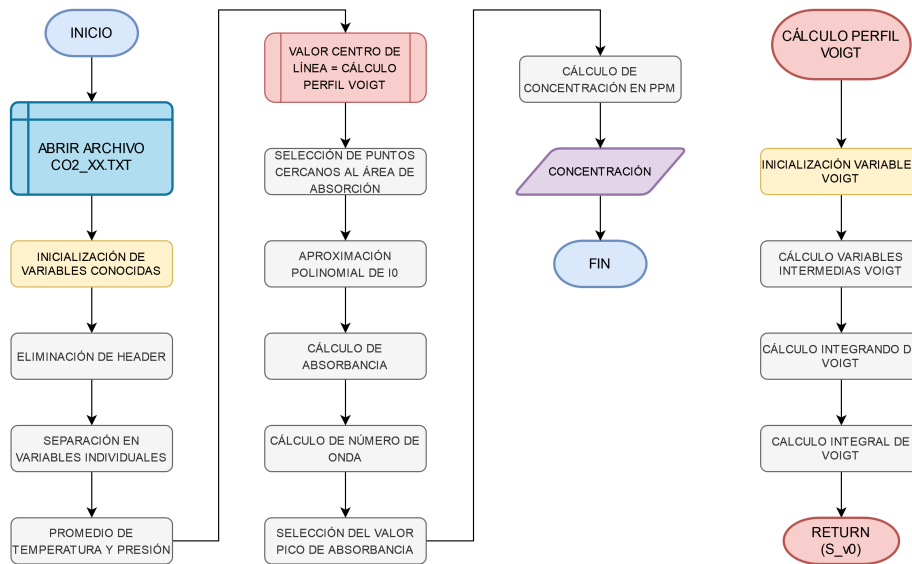 INICIO
ABRIR ARCHIVO
CO2_XX.TXT
INICIALIZACIÓN DE
VARIABLES CONOCIDAS
ELIMINACIÓN DE HEADER
SEPARACIÓN EN
VARIABLES INDIVIDUALES
PROMEDIO DE
TEMPERATURA Y PRESIÓN
VALOR CENTRO DE
LÍNEA = CÁLCULO
PERFIL VOIGT
SELECCIÓN DE PUNTOS
CERCANOS AL ÁREA DE
ABSORCIÓN
APROXIMACIÓN
POLINOMIAL DE I0
CÁLCULO DE
ABSORBANCIA
CÁLCULO DE NÚMERO DE
ONDA
SELECCIÓN DEL VALOR
PICO DE ABSORBANCIA
CÁLCULO DE
CONCENTRACIÓN EN PPM
CONCENTRACIÓN
FIN
CÁLCULO PERFIL
VOIGT
INICIALIZACIÓN VARIABLE
VOIGT
CÁLCULO VARIABLES
INTERMEDIAS VOIGT
CÁLCULO INTEGRANDO D
VOIGT
CALCULO INTEGRAL DE
VOIGT
RETURN
(S_v0)